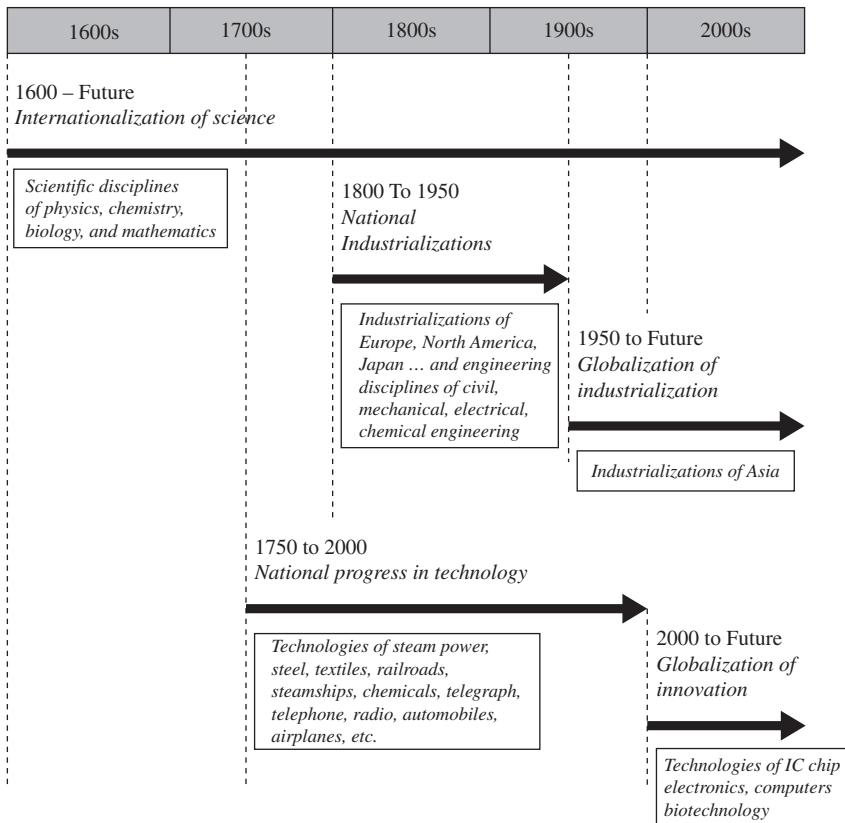 1600s 1700s 1800s 1900s 2000s
1600 – Future
Internationalization of science
Scientific disciplines
of physics, chemistry,
biology, and mathematics
1800 To 1950
National
Industrializations
Industrializations of
Europe, North America,
Japan ... and engineering
disciplines of civil,
mechanical, electrical,
chemical engineering
1950 to Future
Globalization of
industrialization
Industrializations of Asia
1750 to 2000
National progress in technology
Technologies of steam power,
steel, textiles, railroads,
steamships, chemicals, telegraph,
telephone, radio, automobiles,
airplanes, etc.
2000 to Future
Globalization of
innovation
Technologies of IC chip
electronics, computers
biotechnology